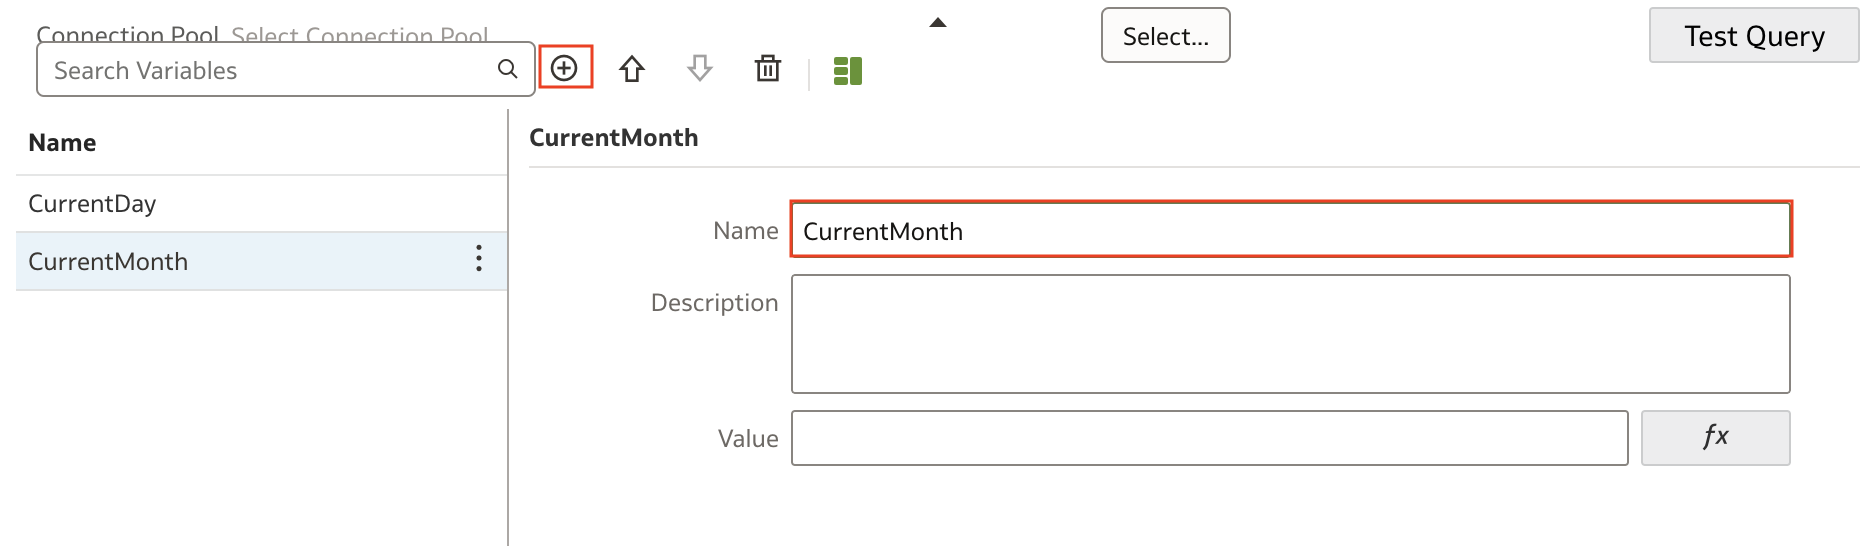 Connection Pool Select Connection Pool
Select...
Test Query
Search Variables
Name
CurrentDay
CurrentMonth
CurrentMonth
Name CurrentMonth
Description
Value fx